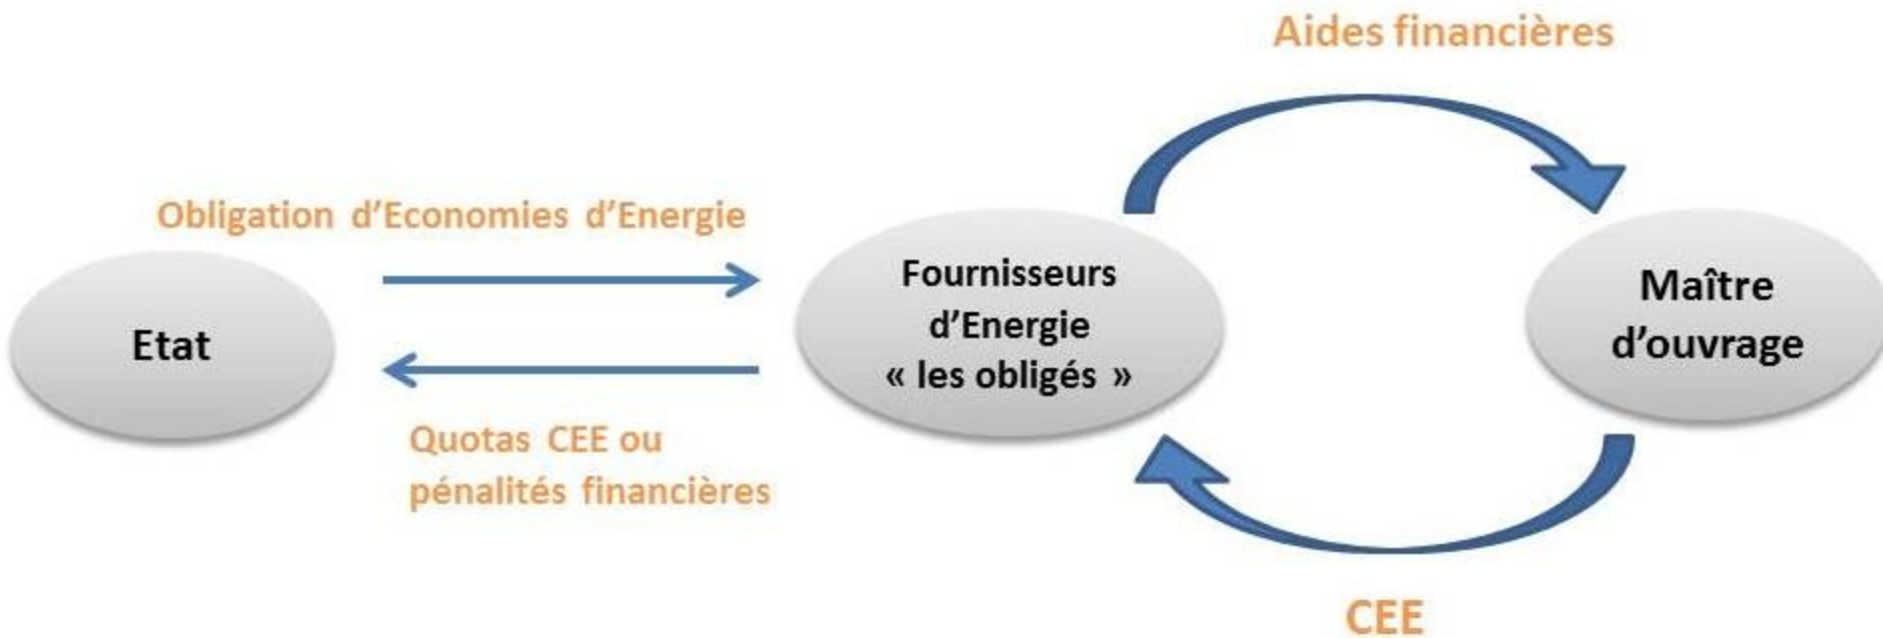 Aides financières
Obligation d’Economies d’Energie
Etat
Fournisseurs
d’Energie
« les obligés »
Maître
d’ouvrage
Quotas CEE ou
pénalités financières
CEE